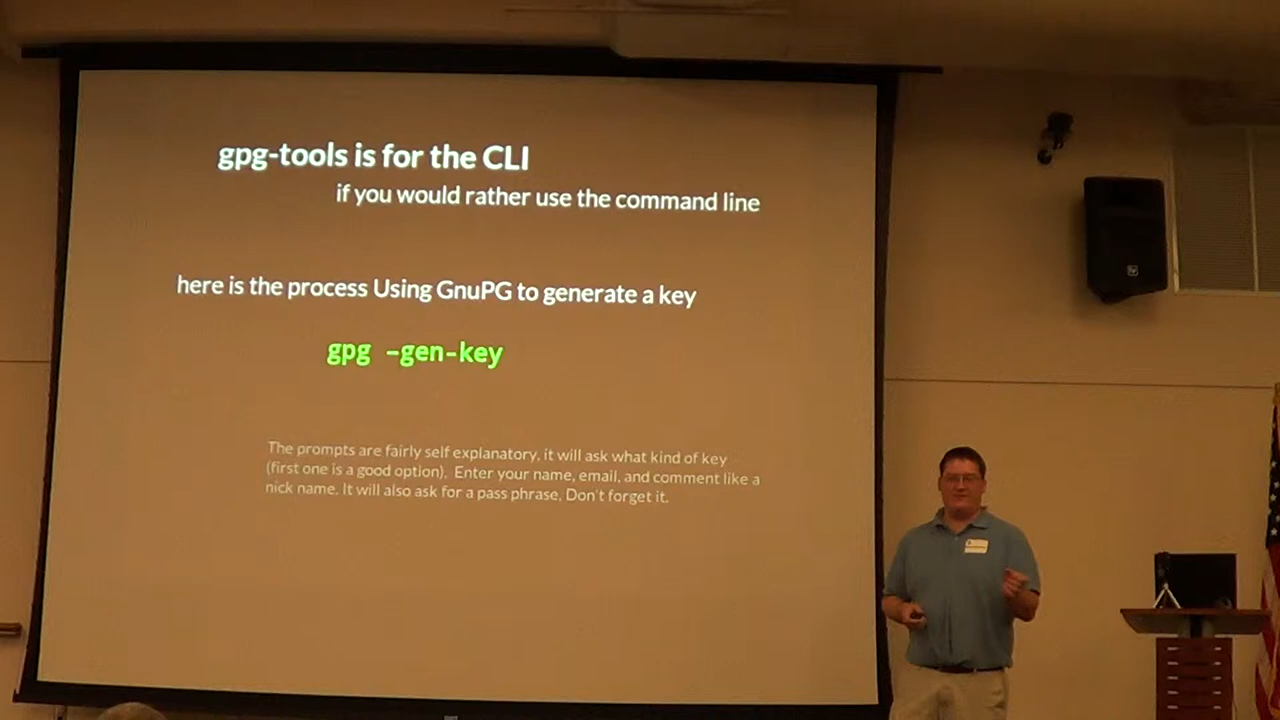 gpg-tools is for the CLI
if you would rather use the command line
here is the process Using GnuPG to generate a key
gpg -gen-key
The prompts are fairly self explanatory, it will ask what kind of key
(first one is a good option). Enter your name, email, and comment like a
nick name. It will also ask for a pass phrase, Don't forget it.